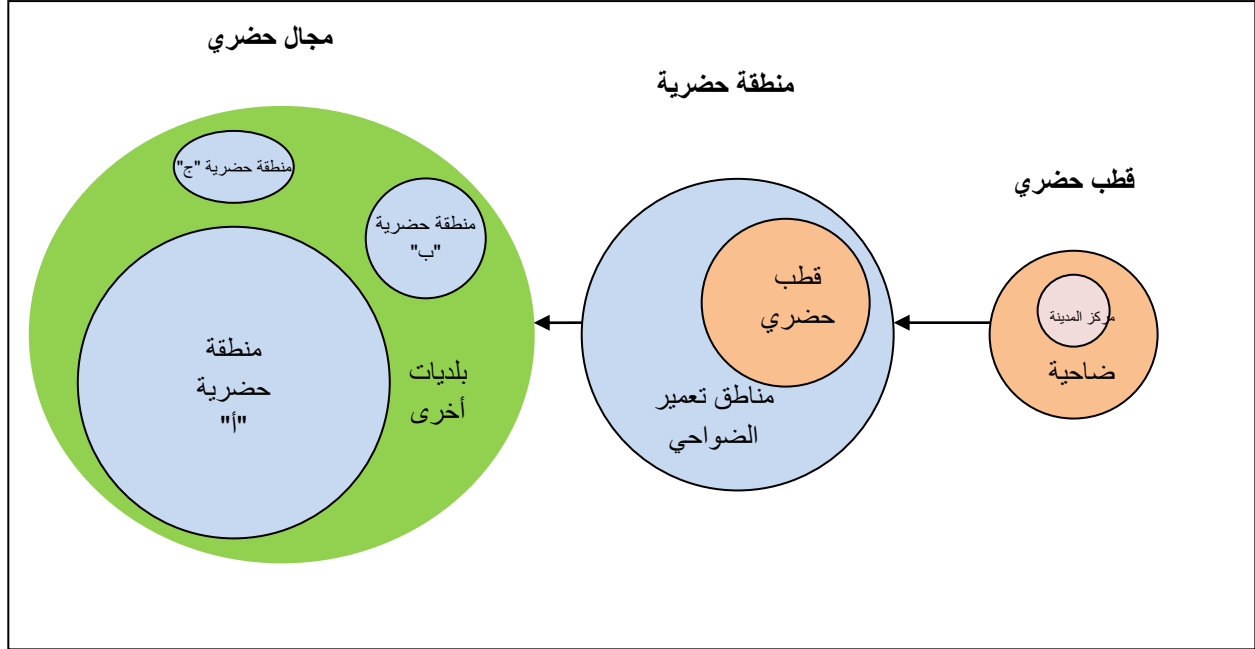 مجال حضري
منطقة حضرية
قطب حضري
منطقة حضرية "ج"
منطقة حضرية
"ب"
منطقة
حضرية
"أ"
بلديات
أخرى
قطب
حضري
مناطق تعمير
الضواحي
مركز المدينة
ضاحية